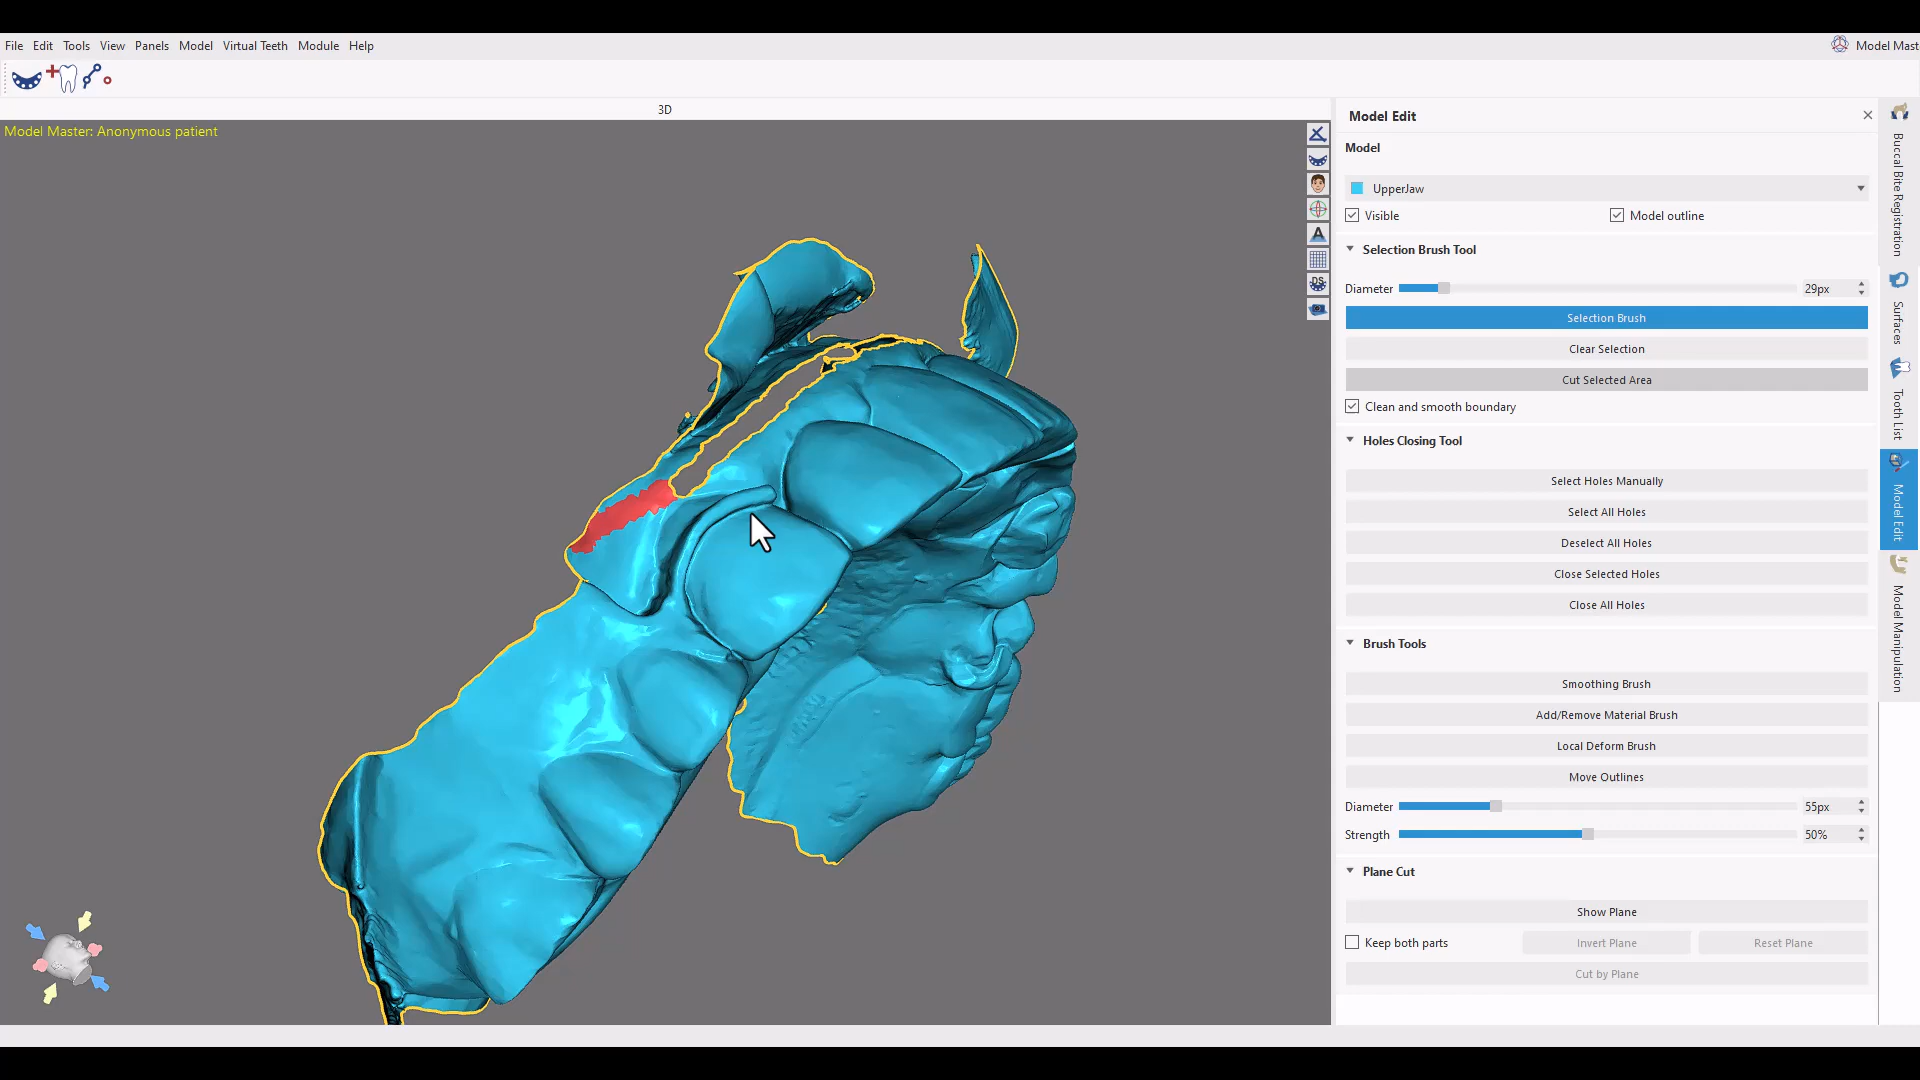 File Edit Tools View Panels Model Virtual Teeth Module Help
Model Mast
3D
Model Master: Anonymous patient
A
DS
Model Edit
Model
UpperJaw
Visible
Model outline
Selection Brush Tool
Diameter
29px
Selection Brush
Clear Selection
Cut Selected Area
Clean and smooth boundary
Holes Closing Tool
Select Holes Manually
Select All Holes
Deselect All Holes
Close Selected Holes
Close All Holes
Brush Tools
Smoothing Brush
Add/Remove Material Brush
Local Deform Brush
Move Outlines
Diameter
55px
Strength
50%
Plane Cut
Show Plane
Keep both parts
Invert Plane
Reset Plane
Cut by Plane
Buccal Bite Registration
Surfaces
Tooth List
Model Edit
Model Manipulation